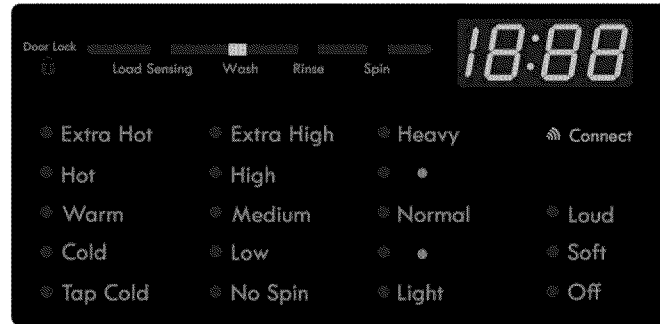 Door Lock
Load Sensing Wash Rinse Spin
18:88
Extra Hot Extra High Heavy Connect
Hot High
Warm Medium Normal Loud
Cold Low Soft
Tap Cold No Spin Light Off